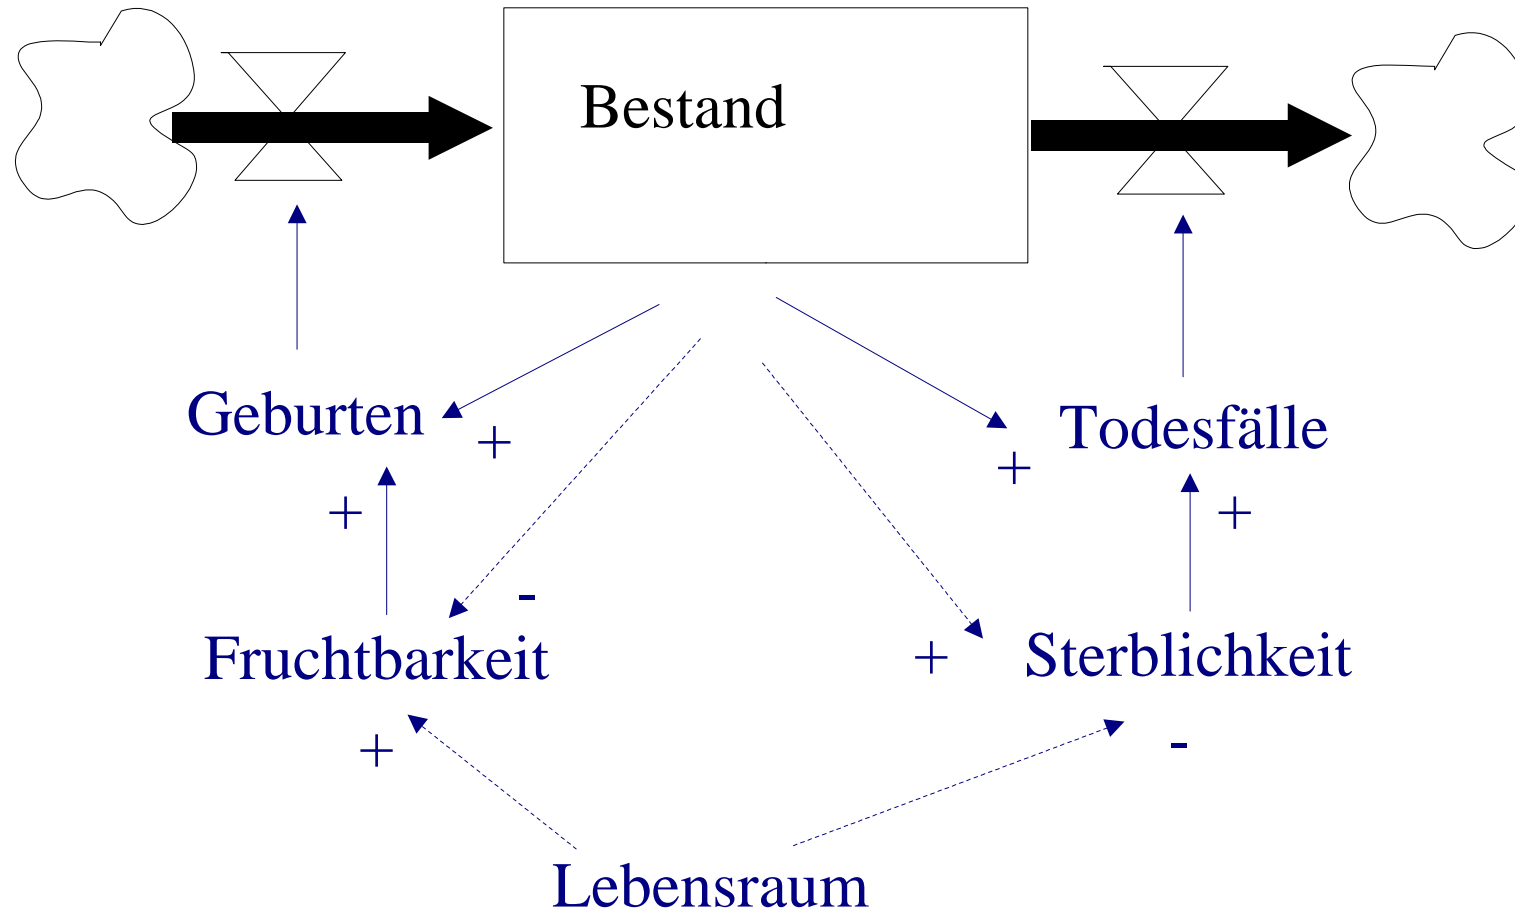 Bestand
Geburten
+
Todesfälle
+
+
+
-
Fruchtbarkeit
+
Sterblichkeit
+
-
Lebensraum